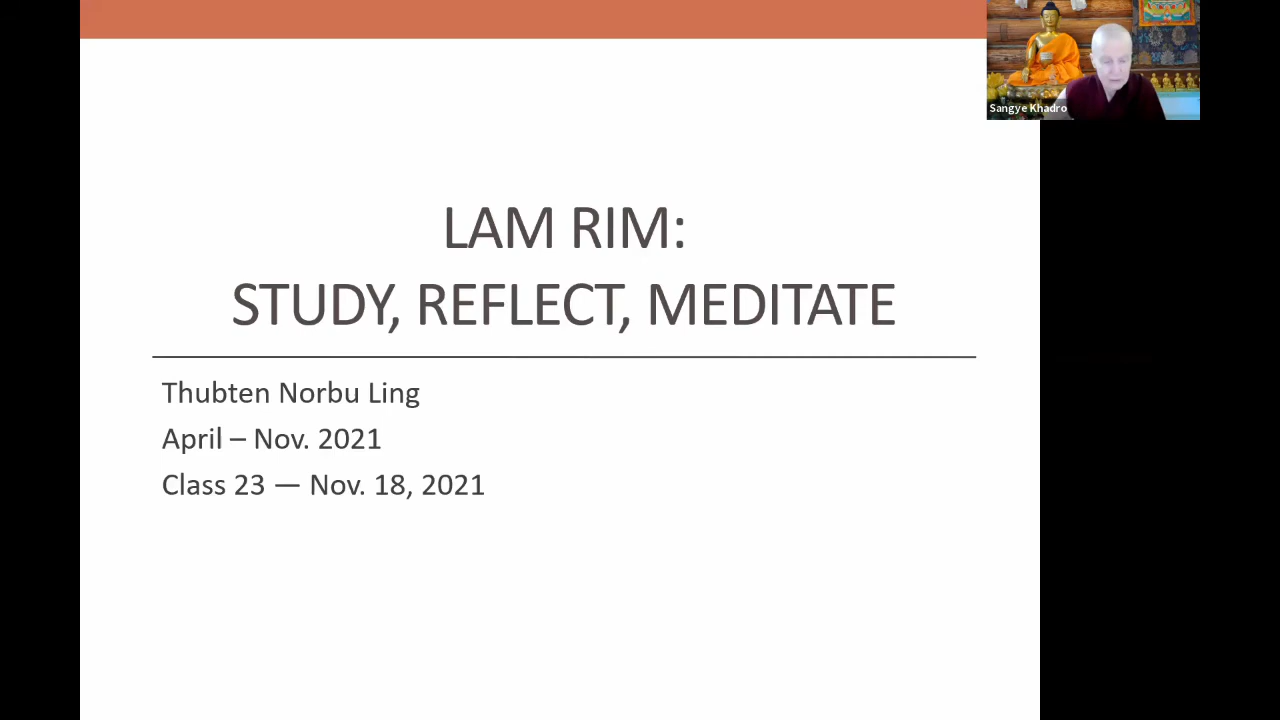 Sangye Khadro
LAM RIM:
STUDY, REFLECT, MEDITATE
Thubten Norbu Ling
April – Nov. 2021
Class 23 — Nov. 18, 2021